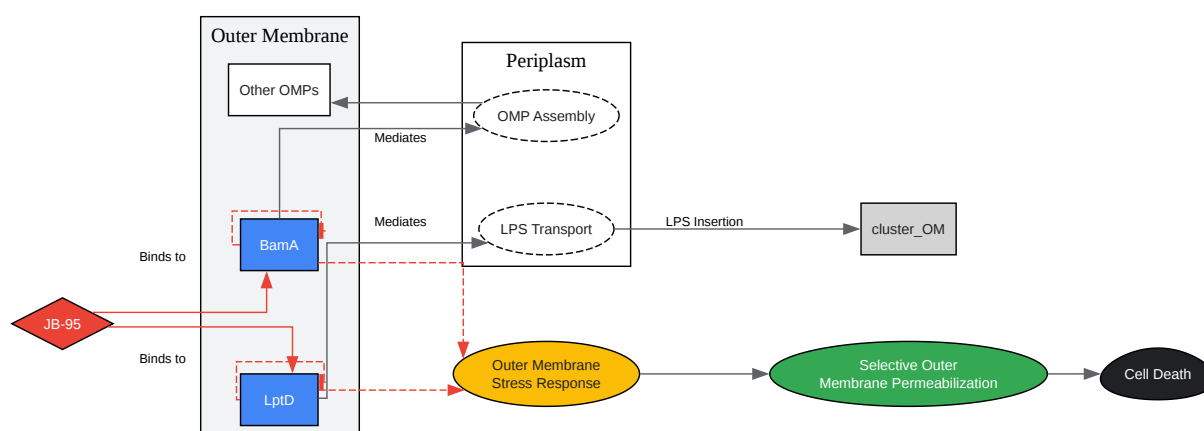 Outer Membrane
Periplasm
Other OMPs
OMP Assembly
Mediates
Mediates
LPS Transport
LPS Insertion
cluster_OM
BamA
Binds to
JB-95
Binds to
LptD
Outer Membrane
Stress Response
Selective Outer
Membrane Permeabilization
Cell Death